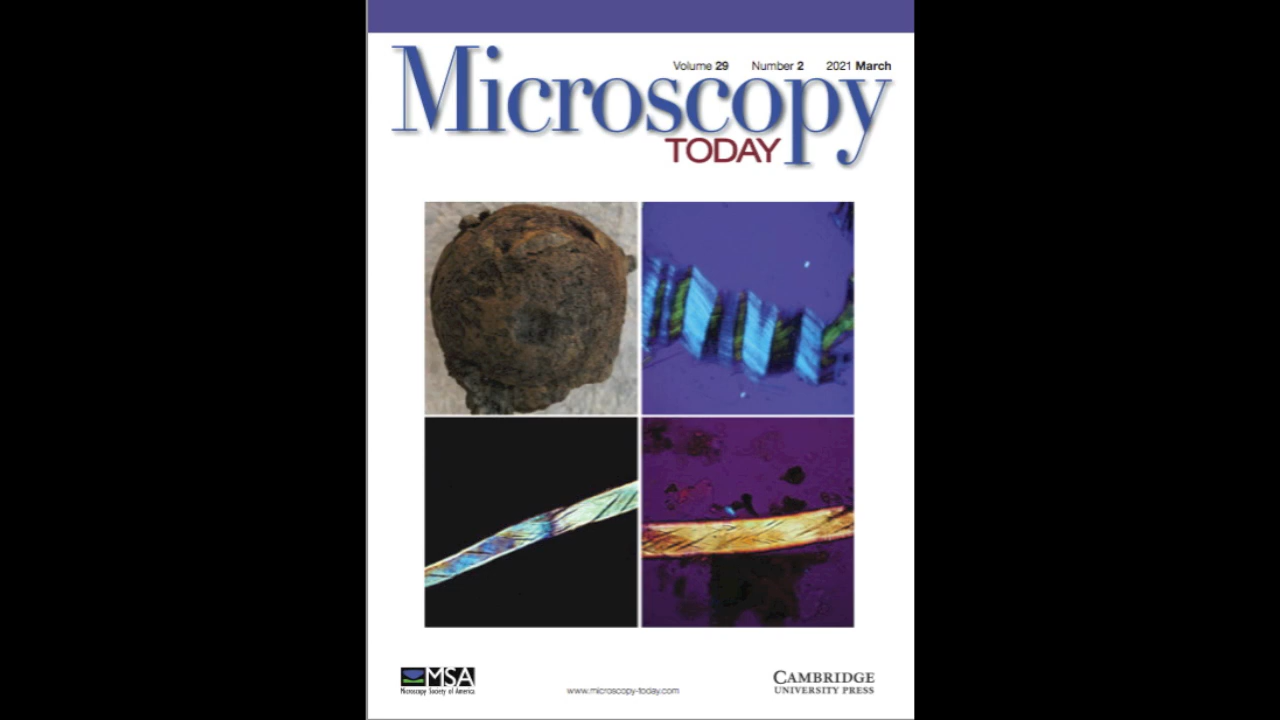 Volume 29 Number 2 2021 March
Microscopy
TODAY
MSA
Microscopy Society of America
www.microscopy-today.com
CAMBRIDGE
UNIVERSITY PRESS